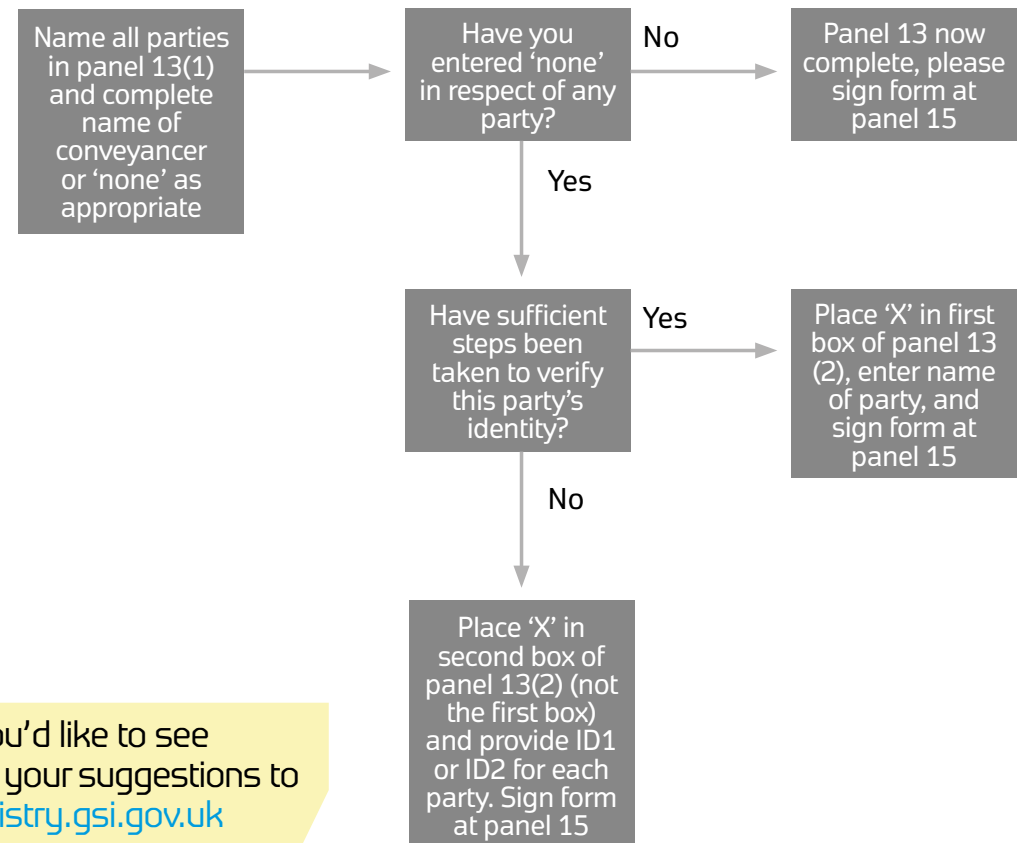 Name all parties
in panel 13(1)
and complete
name of
conveyancer
or ‘none’ as
appropriate
Have you
entered ‘none’
in respect of any
party?
No
Panel 13 now
complete, please
sign form at
panel 15
Yes
Have sufficient
steps been
taken to verify
this party’s
identity?
Yes
Place ‘X’ in first
box of panel 13
(2), enter name
of party, and
sign form at
panel 15
No
Place ‘X’ in
second box of
panel 13(2) (not
the first box)
and provide ID1
or ID2 for each
party. Sign form
at panel 15
you’d like to see
your suggestions to
istry.gsi.gov.uk